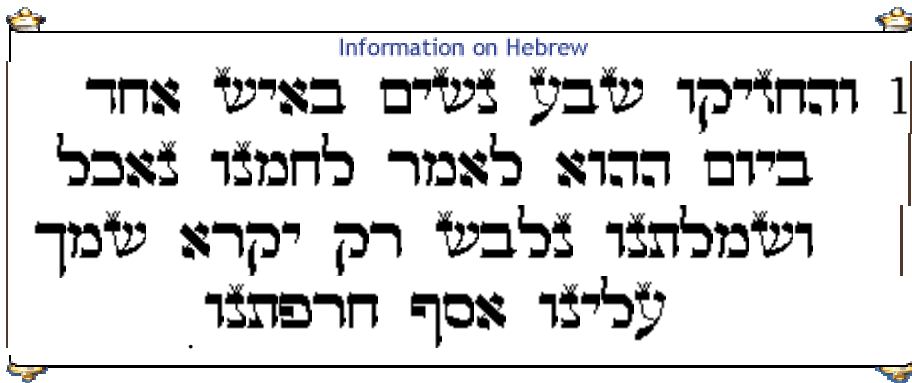 Information on Hebrew
1 והחזיקו שבע נשים באיש אחד
ביום ההוא לאמר לחמנו נאכל
ושמלתנו נלבש רק יקרא שמך
עלינו אסף חרפתנו
.